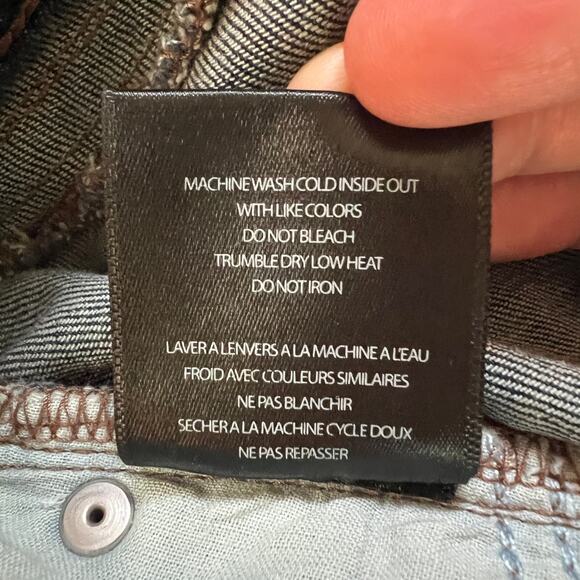 MACHINE WASH COLD INSIDE OUT
WITH LIKE COLORS
DO NOT BLEACH
TRUMBLE DRY LOW HEAT
DO NOT IRON
LAVER A LENVERS A LA MACHINE A L'EAU
FROID AVEC COULEURS SIMILAIRES
NE PAS BLANCHIR
SECHER A LA MACHINE CYCLE DOUX
NE PAS REPASSER